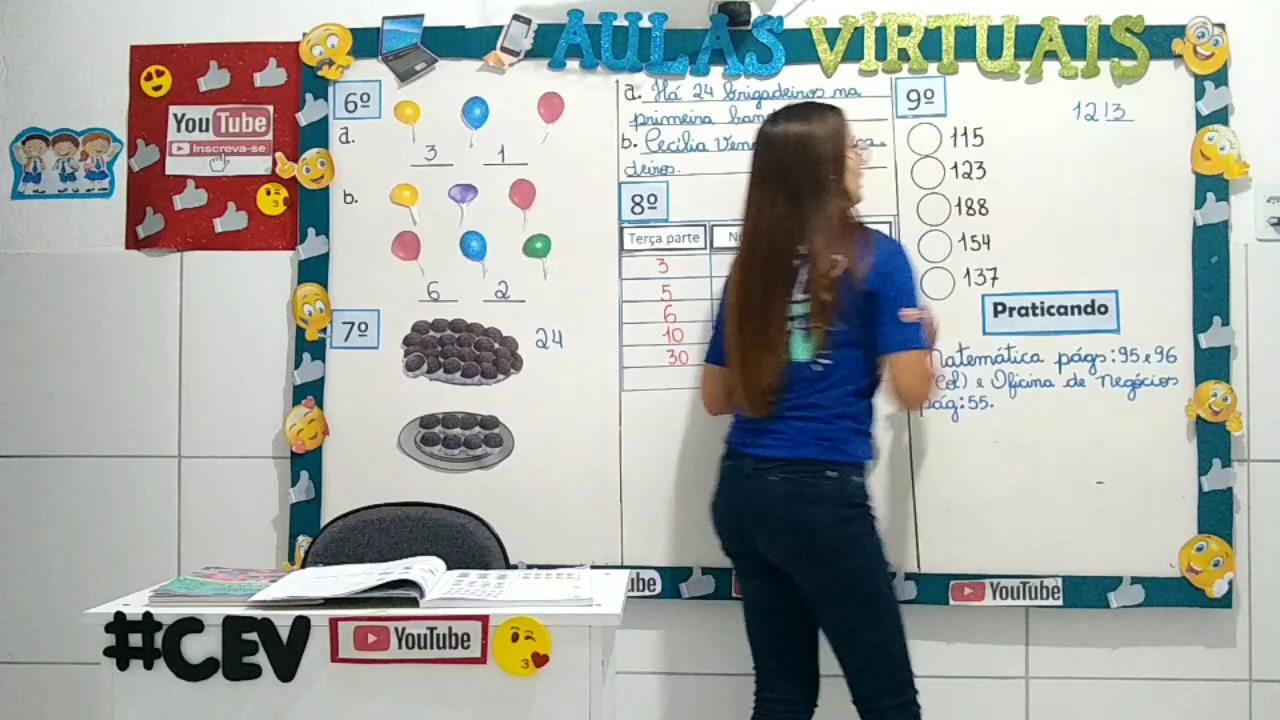 AULAS VIRTUAIS
YouTube
Inscreva-se
6º
a.
3 1
b.
6 2
7º
24
a. Há 24 brigadeiros na
primeira
b. Cecília
deiros.
8º
Terça parte
3
5
6
10
30
9º
115
123
188
154
137
12 13
Praticando
Matemática págs: 95 e 96
e Oficina de Negócios
pág: 55.
YouTube
#CEV
YouTube